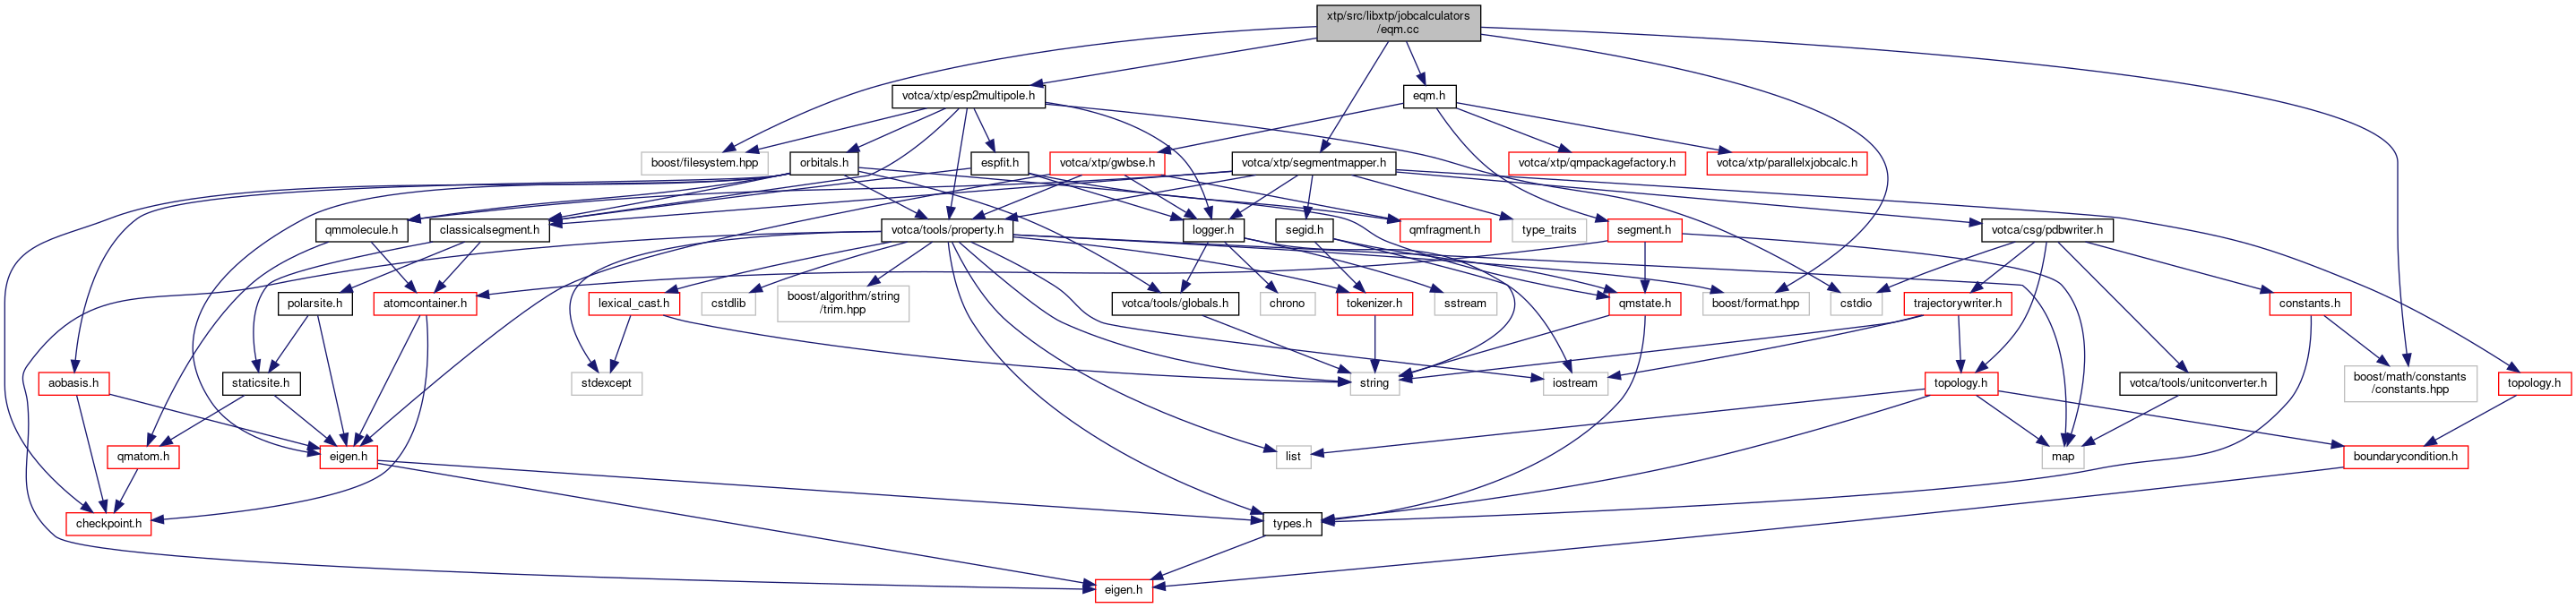 xtp/src/libxtp/jobcalculators
/eqm.cc
votca/xtp/esp2multipole.h
eqm.h
boost/filesystem.hpp
orbitals.h
espfit.h
votca/xtp/gwbse.h
votca/xtp/segmentmapper.h
votca/xtp/qmpackagefactory.h
votca/xtp/parallelxjobcalc.h
qmmolecule.h
classicalsegment.h
votca/tools/property.h
logger.h
segid.h
qmfragment.h
type_traits
segment.h
votca/csg/pdbwriter.h
polarsite.h
atomcontainer.h
lexical_cast.h
cstdlib
boost/algorithm/string
/trim.hpp
votca/tools/globals.h
chrono
tokenizer.h
sstream
qmstate.h
boost/format.hpp
cstdio
trajectorywriter.h
constants.h
aobasis.h
staticsite.h
stdexcept
string
iostream
topology.h
votca/tools/unitconverter.h
boost/math/constants
/constants.hpp
topology.h
qmatom.h
eigen.h
list
map
boundarycondition.h
checkpoint.h
types.h
eigen.h